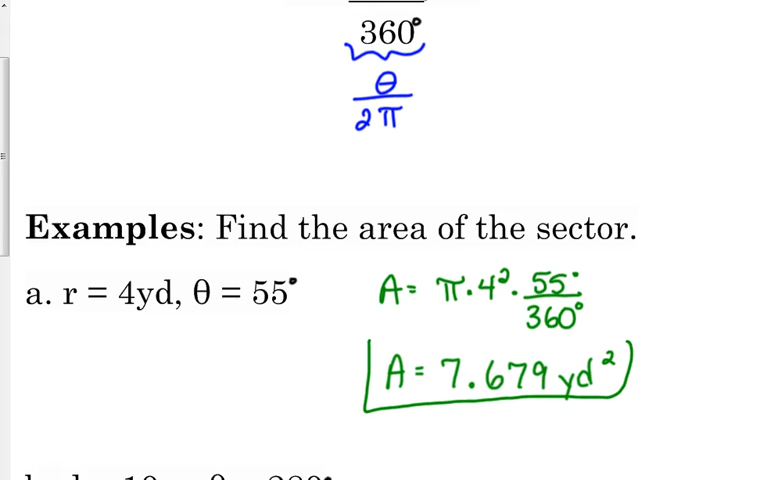 360°
θ
2π
Examples: Find the area of the sector.
a. r = 4yd, θ = 55°
A = π·4²·55°/360°
A = 7.679 yd²